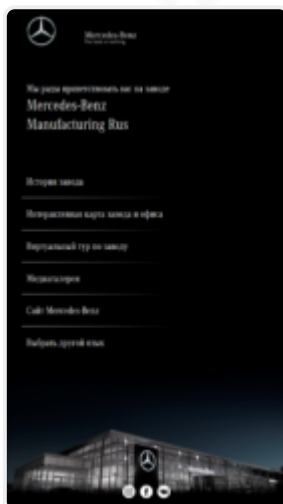 Mercedes-Benz
Мы рады приветствовать вас на заводе
Mercedes-Benz
Manufacturing Rus
История завода
Интерактивная карта завода и офиса
Виртуальный тур по заводу
Медиагалерея
Сайт Mercedes-Benz
Выбрать другой язык